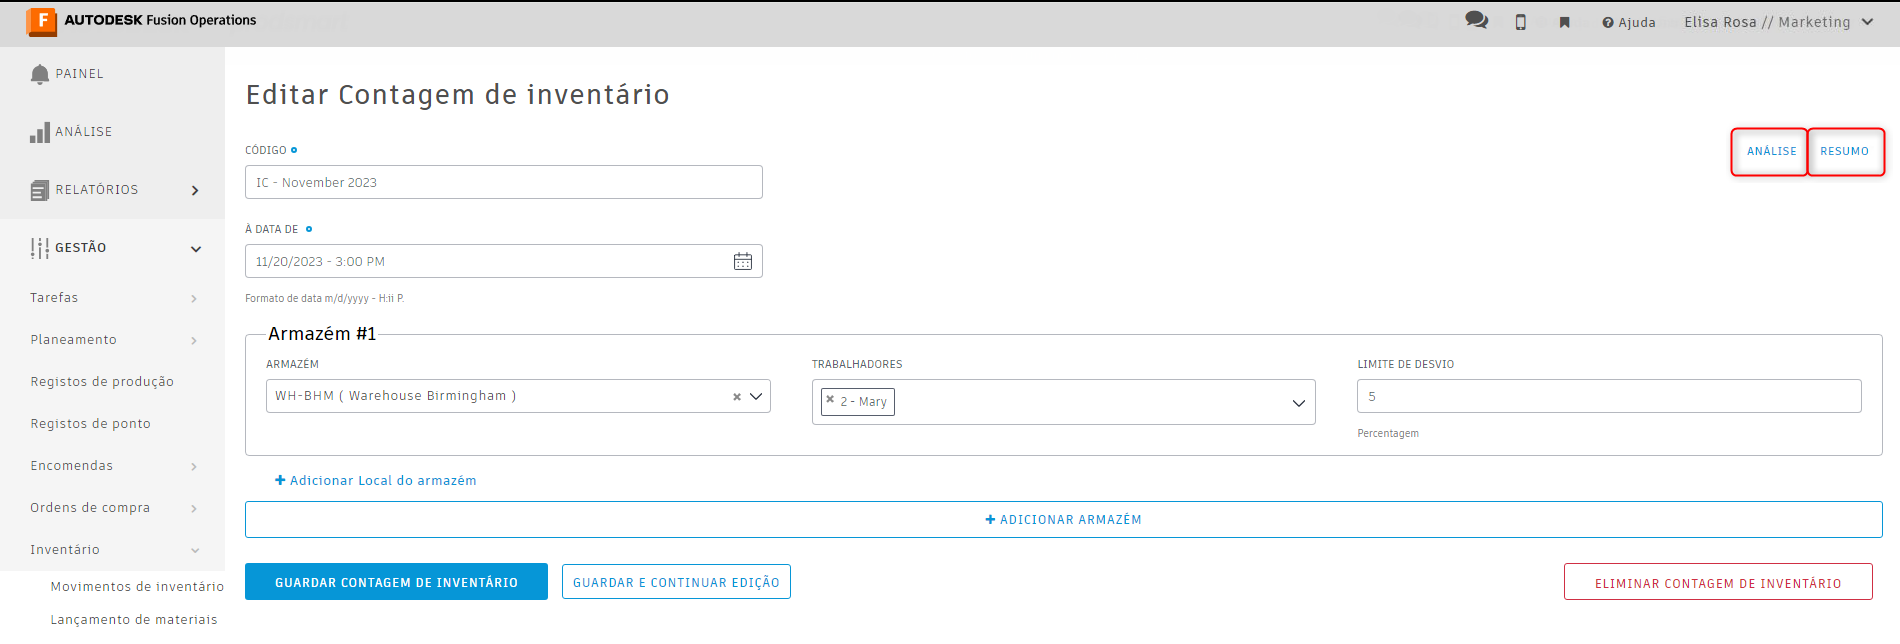 AUTODESK Fusion Operations
Ajuda
Elisa Rosa // Marketing
PAINEL
ANÁLISE
RELATÓRIOS
GESTÃO
Tarefas
Planeamento
Registos de produção
Registos de ponto
Encomendas
Ordens de compra
Inventário
Movimentos de inventário
Lançamento de materiais
Editar Contagem de inventário
ANÁLISE
RESUMO
CÓDIGO
IC - November 2023
À DATA DE
11/20/2023 - 3:00 PM
Formato de data m/d/yyyy - H:ii P.
Armazém #1
ARMAZÉM
WH-BHM ( Warehouse Birmingham )
TRABALHADORES
2 - Mary
LIMITE DE DESVIO
5
Percentagem
Adicionar Local do armazém
ADICIONAR ARMAZÉM
GUARDAR CONTAGEM DE INVENTÁRIO
GUARDAR E CONTINUAR EDIÇÃO
ELIMINAR CONTAGEM DE INVENTÁRIO